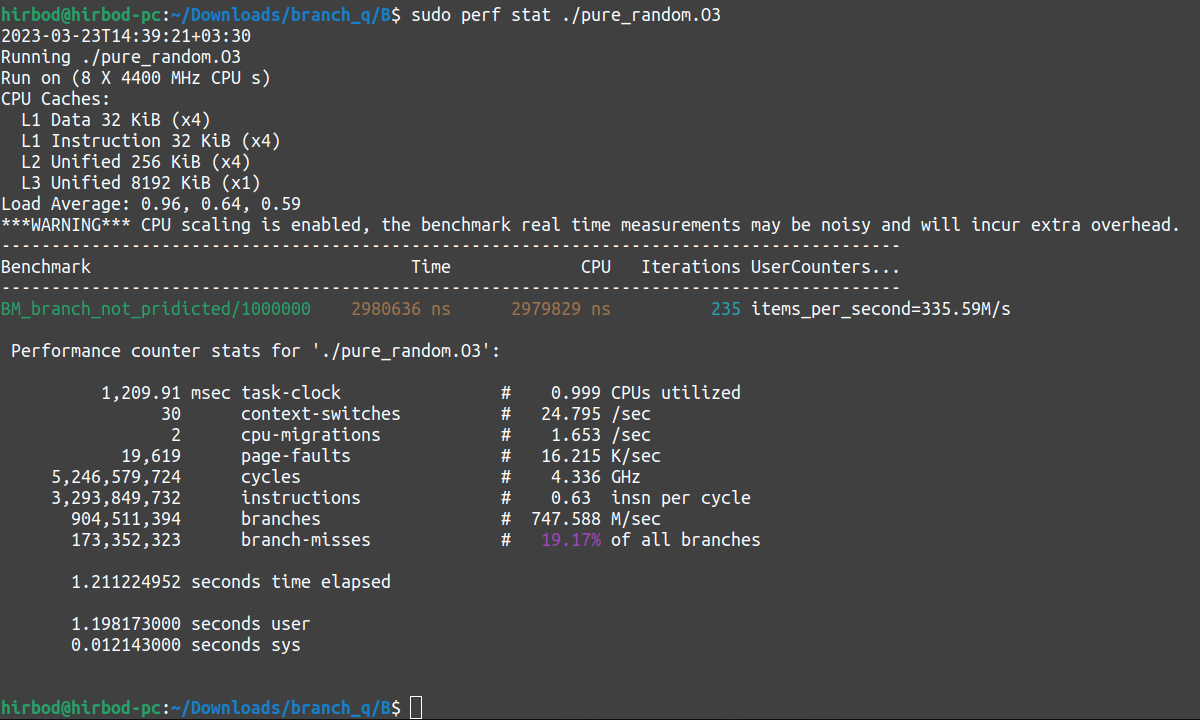 hirbod@hirbod-pc:~/Downloads/branch_q/B$ sudo perf stat ./pure_random.O3
2023-03-23T14:39:21+03:30
Running ./pure_random.O3
Run on (8 X 4400 MHz CPU s)
CPU Caches:
  L1 Data 32 KiB (x4)
  L1 Instruction 32 KiB (x4)
  L2 Unified 256 KiB (x4)
  L3 Unified 8192 KiB (x1)
Load Average: 0.96, 0.64, 0.59
***WARNING*** CPU scaling is enabled, the benchmark real time measurements may be noisy and will incur extra overhead.
------------------------------------------------------------------------------------------
Benchmark                                Time             CPU   Iterations UserCounters...
------------------------------------------------------------------------------------------
BM_branch_not_pridicted/1000000    2980636 ns      2979829 ns          235 items_per_second=335.59M/s
 Performance counter stats for './pure_random.O3':
          1,209.91 msec task-clock                #    0.999 CPUs utilized
                30      context-switches          #   24.795 /sec
                 2      cpu-migrations            #    1.653 /sec
            19,619      page-faults               #   16.215 K/sec
     5,246,579,724      cycles                    #    4.336 GHz
     3,293,849,732      instructions              #    0.63  insn per cycle
       904,511,394      branches                  #  747.588 M/sec
       173,352,323      branch-misses             #   19.17% of all branches
       1.211224952 seconds time elapsed
       1.198173000 seconds user
       0.012143000 seconds sys
hirbod@hirbod-pc:~/Downloads/branch_q/B$